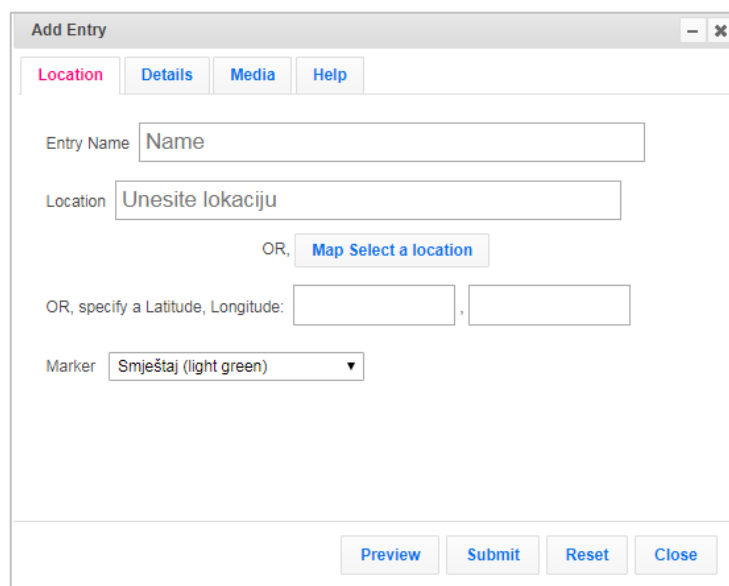 Add Entry
Location Details Media Help
Entry Name Name
Location Unesite lokaciju
OR, Map Select a location
OR, specify a Latitude, Longitude: ,
Marker Smještaj (light green)
Preview Submit Reset Close